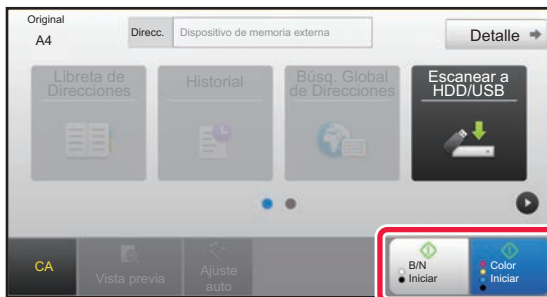 Original
A4
Direcc.
Dispositivo de memoria externa
Detalle
Libreta de
Direcciones
Historial
Búsq. Global
de Direcciones
Escanear a
HDD/USB
CA
Vista previa
Ajuste
auto
B/N
Iniciar
Color
Iniciar